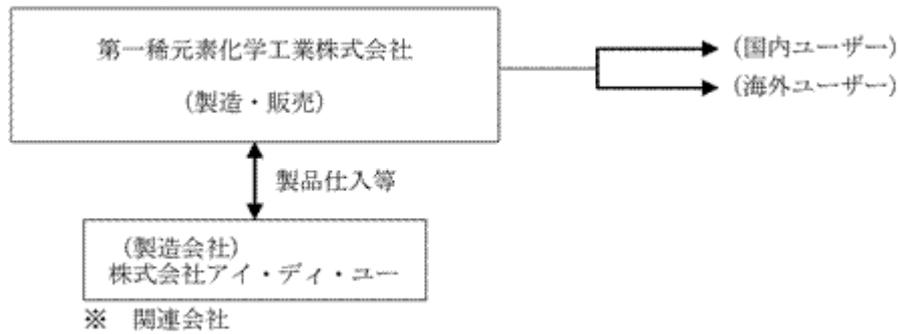 第一稀元素化学工業株式会社
(製造・販売)
(国内ユーザー)
(海外ユーザー)
製品仕入等
(製造会社)
株式会社アイ・ディ・ユー
※ 関連会社